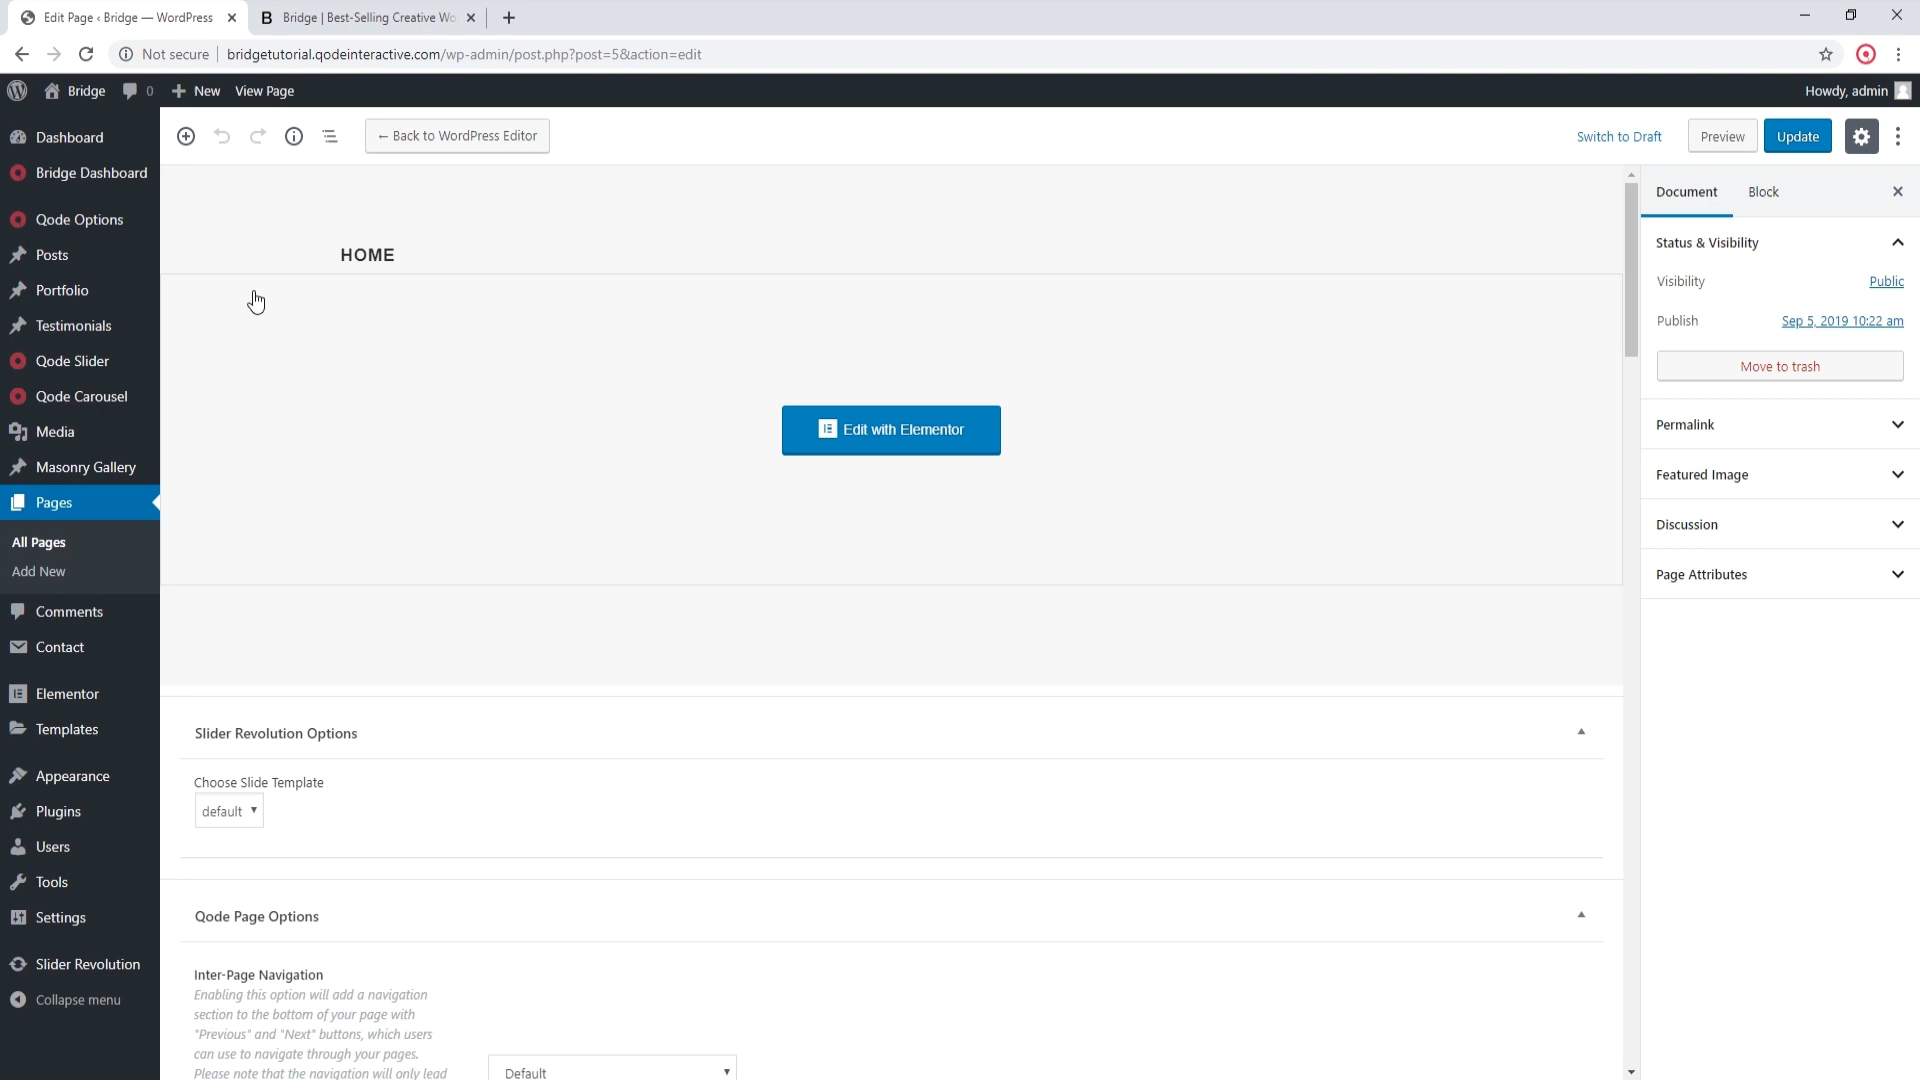 Edit Page ‹ Bridge — WordPress
B Bridge | Best-Selling Creative Wo
Not secure bridgetutorial.qodeinteractive.com/wp-admin/post.php?post=5&action=edit
Bridge 0 New View Page Howdy, admin
Dashboard
Bridge Dashboard
Qode Options
Posts
Portfolio
Testimonials
Qode Slider
Qode Carousel
Media
Masonry Gallery
Pages
All Pages
Add New
Comments
Contact
Elementor
Templates
Appearance
Plugins
Users
Tools
Settings
Slider Revolution
Collapse menu
← Back to WordPress Editor
Switch to Draft Preview Update
HOME
Edit with Elementor
Slider Revolution Options
Choose Slide Template
default
Qode Page Options
Inter-Page Navigation
Enabling this option will add a navigation
section to the bottom of your page with
"Previous" and "Next" buttons, which users
can use to navigate through your pages.
Please note that the navigation will only lead
Default
Document Block
Status & Visibility
Visibility Public
Publish Sep 5, 2019 10:22 am
Move to trash
Permalink
Featured Image
Discussion
Page Attributes